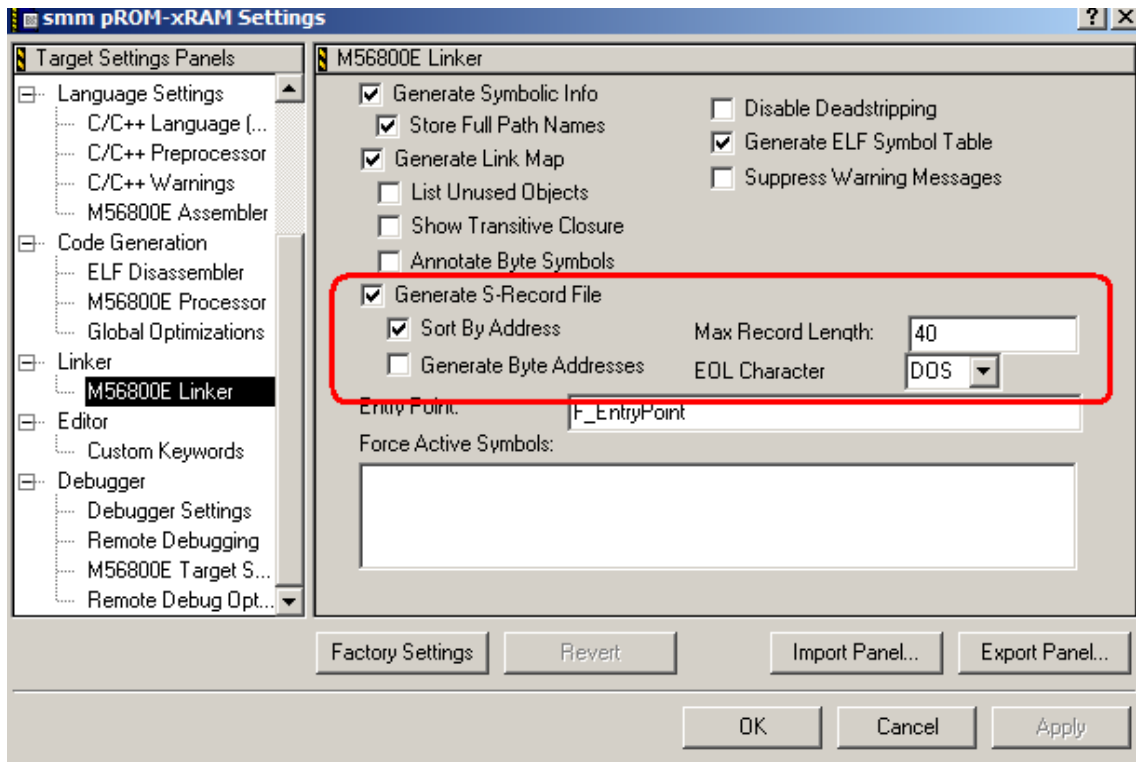 smm pROM-xRAM Settings
Target Settings Panels
Language Settings
C/C++ Language (...
C/C++ Preprocessor
C/C++ Warnings
M56800E Assembler
Code Generation
ELF Disassembler
M56800E Processor
Global Optimizations
Linker
M56800E Linker
Editor
Custom Keywords
Debugger
Debugger Settings
Remote Debugging
M56800E Target S...
Remote Debug Opt...
M56800E Linker
Generate Symbolic Info
Store Full Path Names
Generate Link Map
List Unused Objects
Show Transitive Closure
Annotate Byte Symbols
Disable Deadstripping
Generate ELF Symbol Table
Suppress Warning Messages
Generate S-Record File
Sort By Address
Max Record Length: 40
Generate Byte Addresses
EOL Character DOS
Entry Point: F_EntryPoint
Force Active Symbols:
Factory Settings
Revert
Import Panel...
Export Panel...
OK
Cancel
Apply